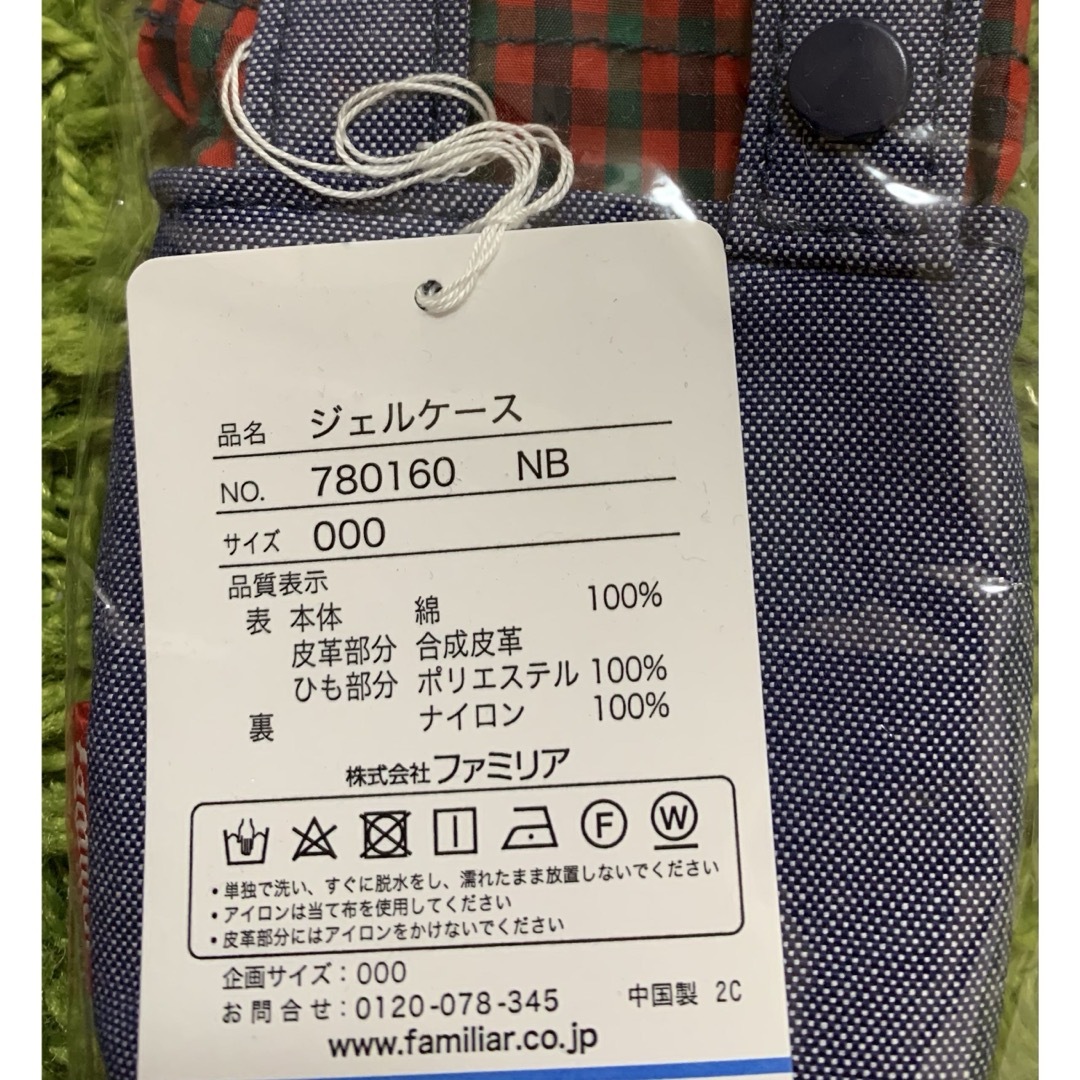 品名 ジェルケース
NO. 780160 NB
サイズ 000
品質表示
表 本体 綿 100%
皮革部分 合成皮革
ひも部分 ポリエステル 100%
裏 ナイロン 100%
株式会社ファミリア
F W
・単独で洗い、すぐに脱水をし、濡れたまま放置しないでください
・アイロンは当て布を使用してください
・皮革部分にはアイロンをかけないでください
企画サイズ：000
お問合せ：0120-078-345 中国製 2C
www.familiar.co.jp